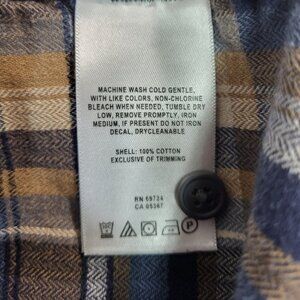 MACHINE WASH COLD GENTLE,
WITH LIKE COLORS, NON-CHLORINE
BLEACH WHEN NEEDED, TUMBLE DRY
LOW, REMOVE PROMPTLY, IRON
MEDIUM, IF PRESENT DO NOT IRON
DECAL, DRYCLEANABLE
SHELL: 100% COTTON
EXCLUSIVE OF TRIMMING
RN 59724
CA 05367
P